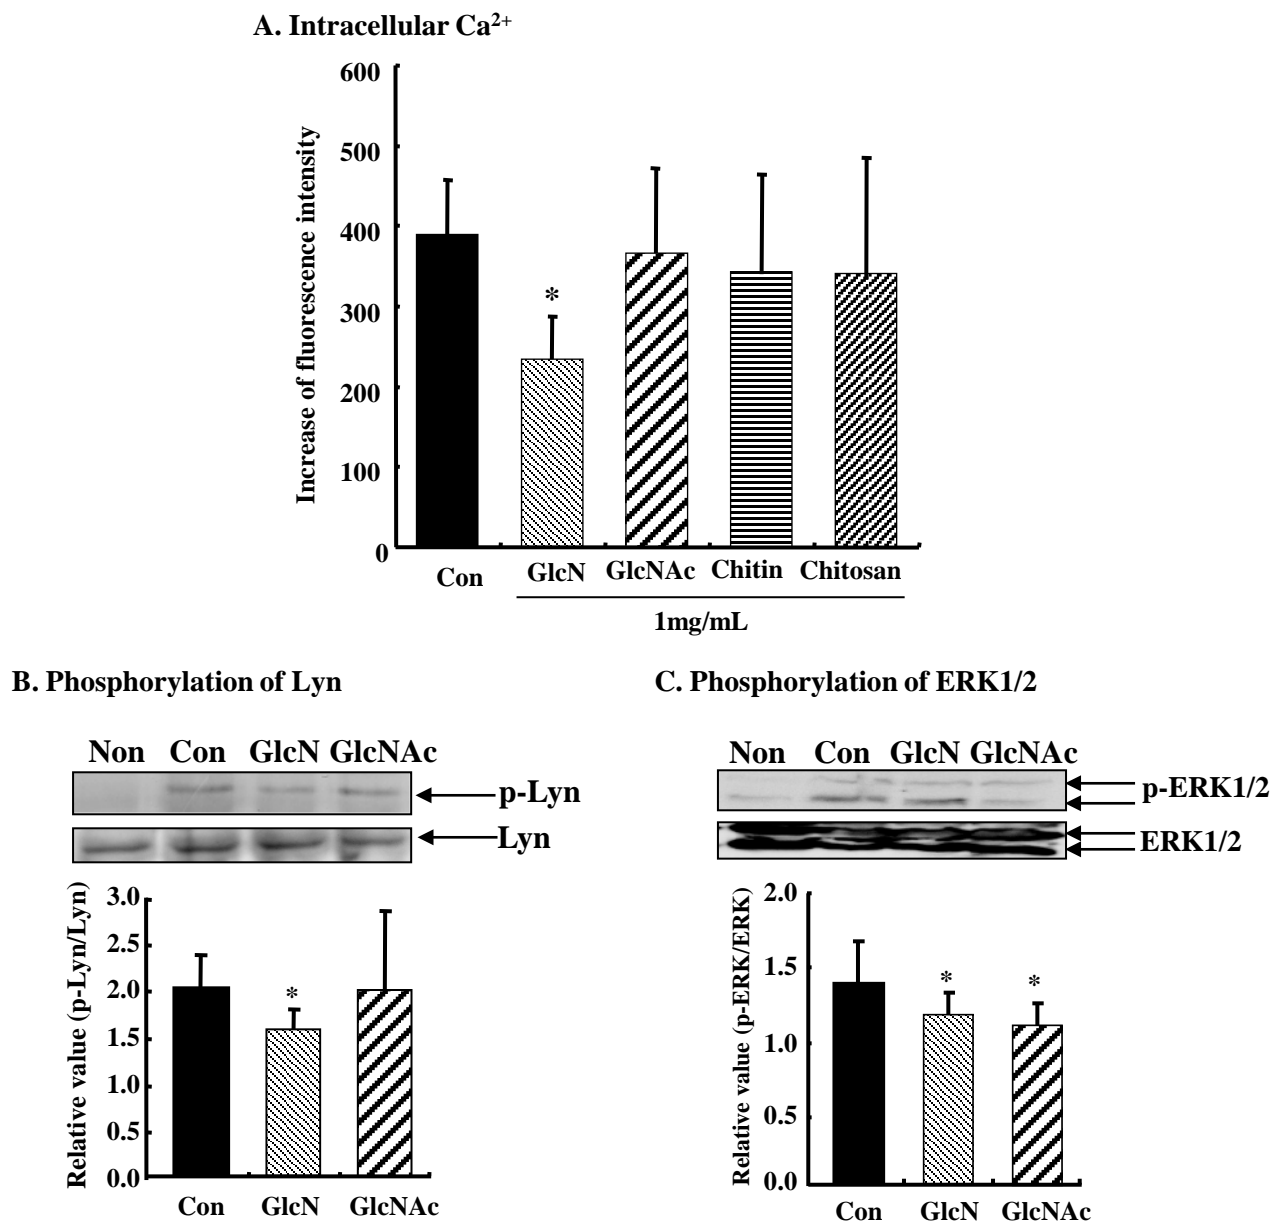 A. Intracellular Ca²⁺
Increase of fluorescence intensity
600
500
400
300
200
100
0
*
Con GlcN GlcNAc Chitin Chitosan
1mg/mL
B. Phosphorylation of Lyn
Non Con GlcN GlcNAc
p-Lyn
Lyn
Relative value (p-Lyn/Lyn)
3.0
2.5
2.0
1.5
1.0
0.5
0.0
*
Con GlcN GlcNAc
C. Phosphorylation of ERK1/2
Non Con GlcN GlcNAc
p-ERK1/2
ERK1/2
Relative value (p-ERK/ERK)
2.0
1.5
1.0
0.5
0.0
* *
Con GlcN GlcNAc